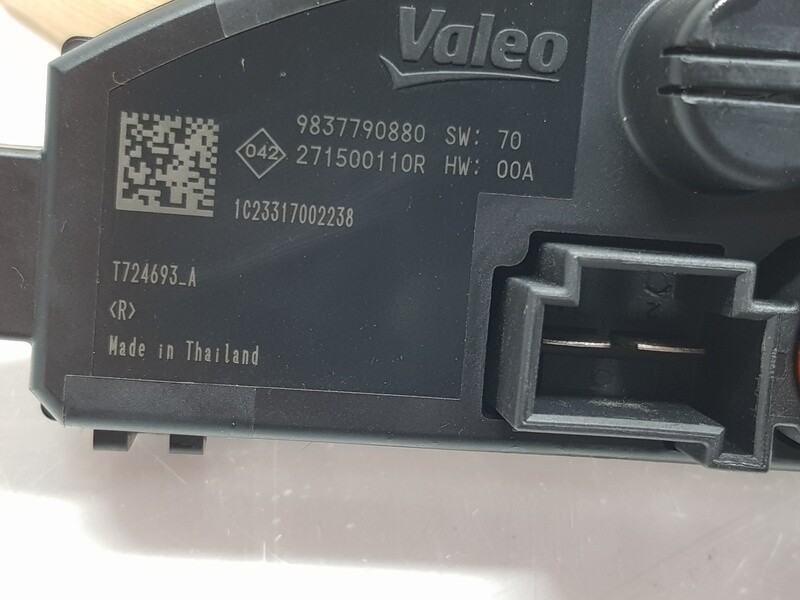 Valeo
042
9837790880 SW: 70
271500110R HW: 00A
1C23317002238
T724693_A
<R>
Made in Thailand